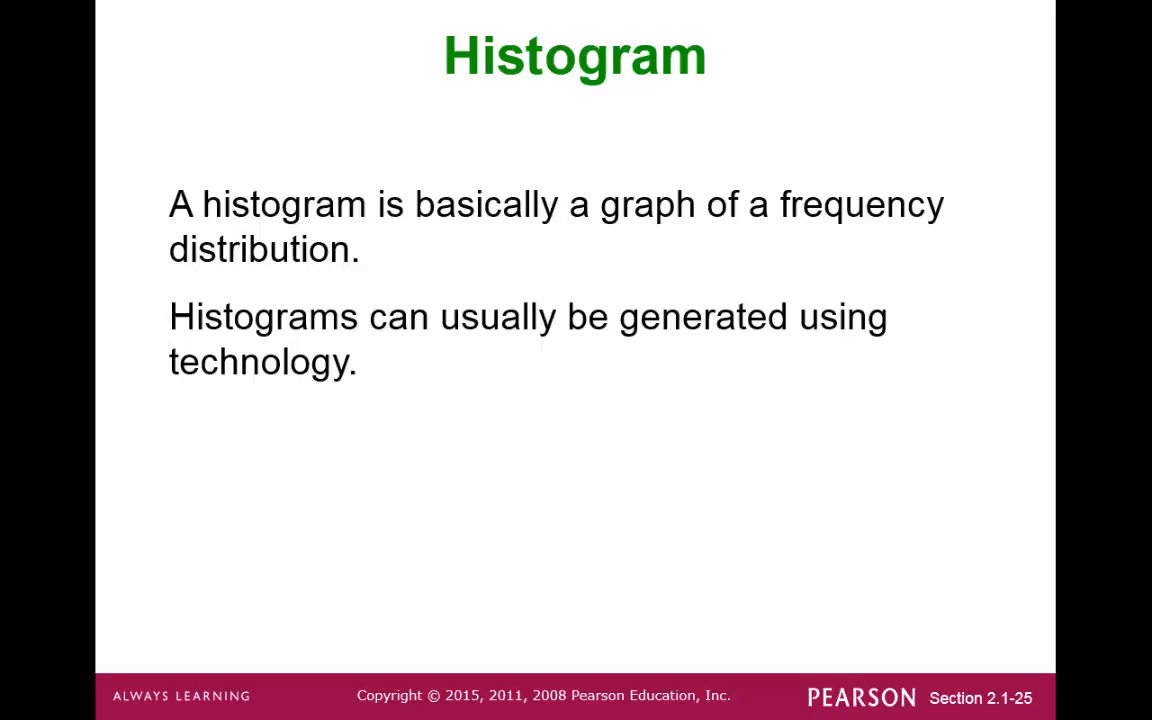 Histogram
A histogram is basically a graph of a frequency
distribution.
Histograms can usually be generated using
technology.
ALWAYS LEARNING
Copyright © 2015, 2011, 2008 Pearson Education, Inc.
PEARSON
Section 2.1-25